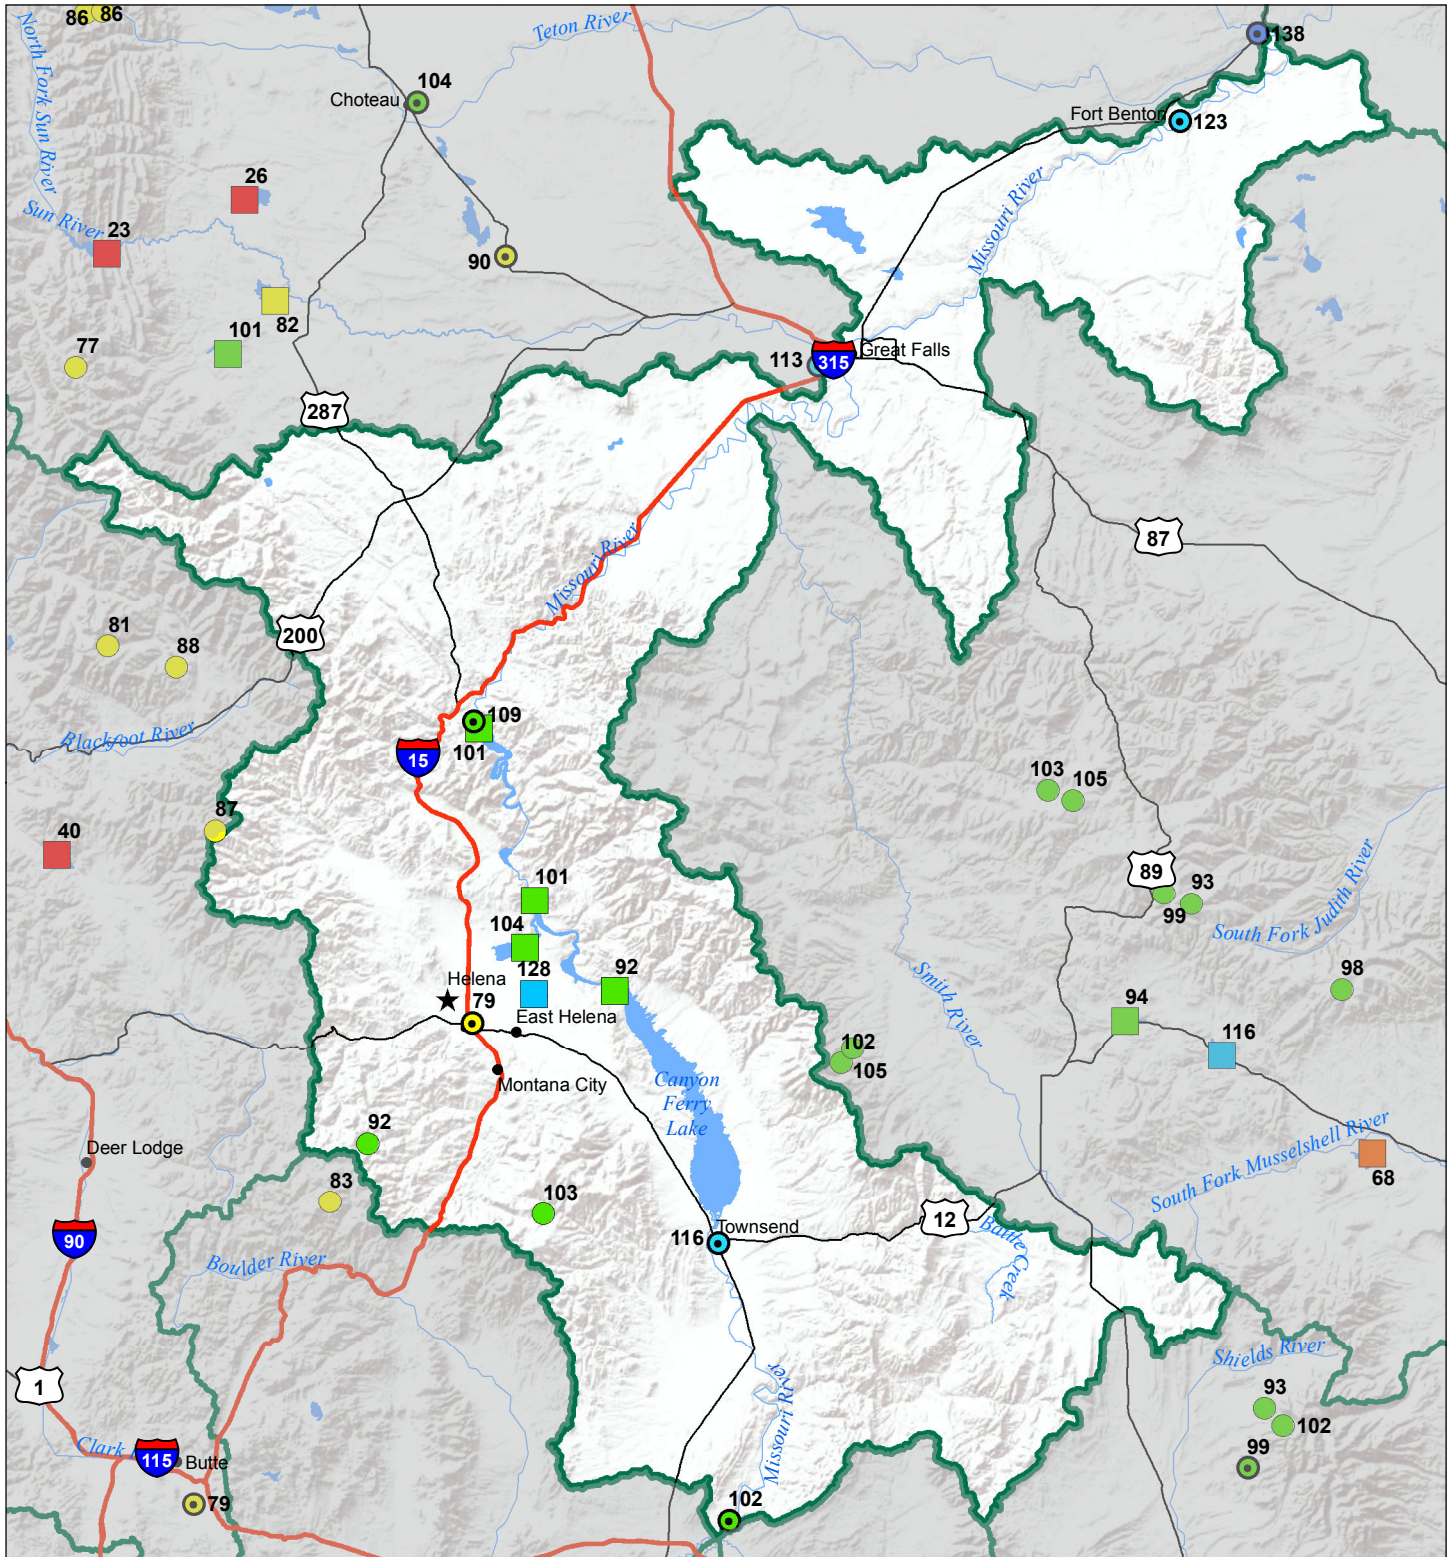 86
86
North Fork Sun River
Teton River
138
104
Choteau
Fort Benton
123
26
Sun River
23
Missouri River
90
82
101
77
Great Falls
113
315
287
87
Missouri River
81
200
88
Blackfoot River
109
101
15
103
105
87
40
89
93
99
South Fork Judith River
101
104
128
92
Smith River
98
Helena
79
East Helena
94
116
102
105
Montana City
Canyon
Ferry
Lake
92
Deer Lodge
South Fork Musselshell River
68
83
103
12
Townsend
116
Battle Creek
90
Boulder River
Shields River
1
Missouri River
93
102
99
Clark
115
Butte
79
102